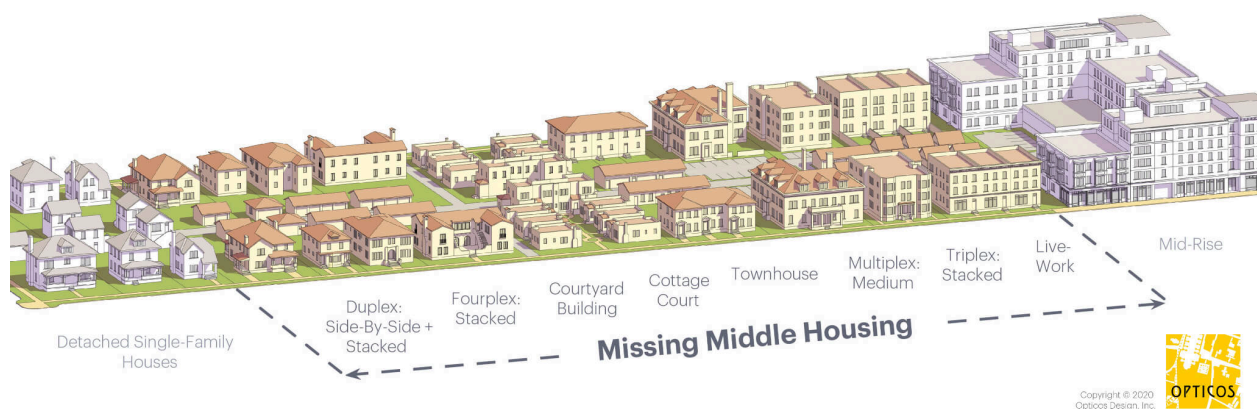 Detached Single-Family
Houses
Duplex:
Side-By-Side +
Stacked
Fourplex:
Stacked
Courtyard
Building
Cottage
Court
Townhouse
Multiplex:
Medium
Triplex:
Stacked
Live-
Work
Mid-Rise
Missing Middle Housing
OPTICOS
Copyright © 2020
Opticos Design, Inc.